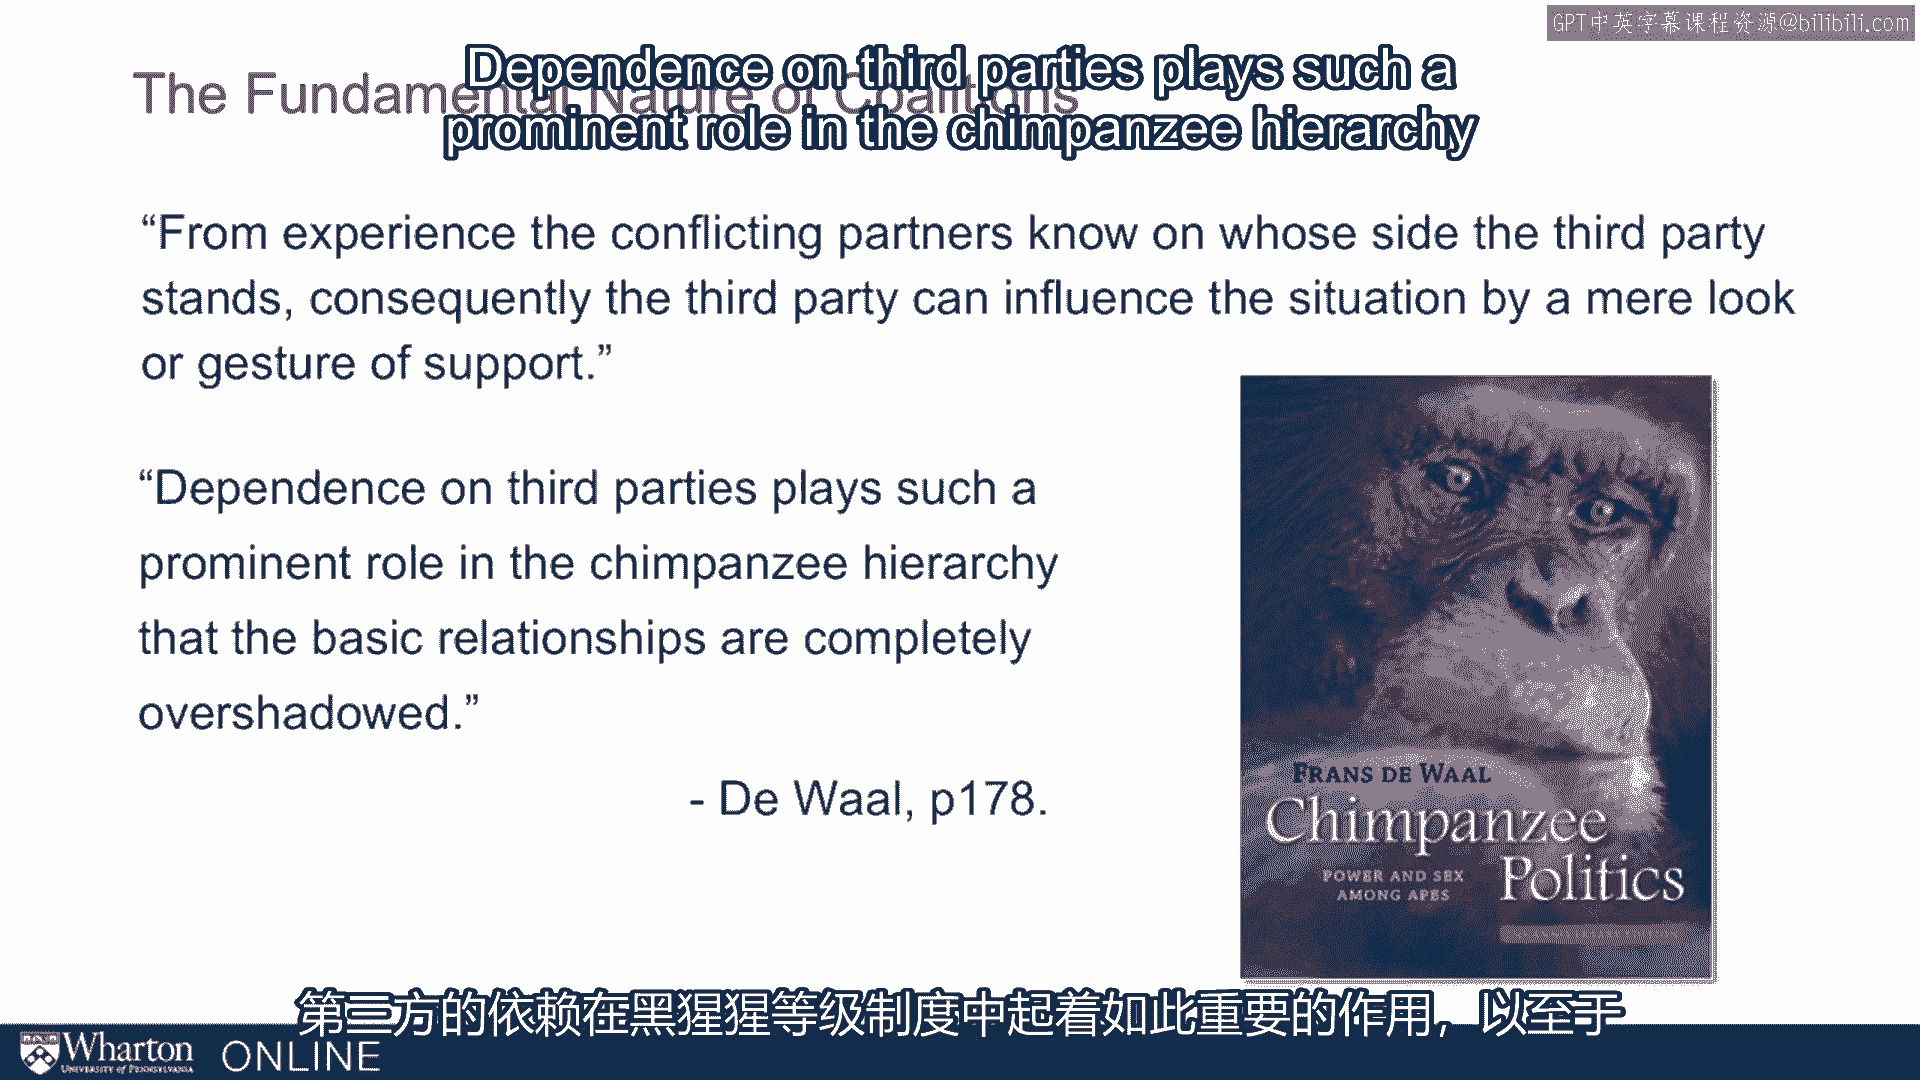 GPT中英字幕课程资源@bilibili.com
The Fundamental Nature of Coalitions
Dependence on third parties plays such a
prominent role in the chimpanzee hierarchy
“From experience the conflicting partners know on whose side the third party
stands, consequently the third party can influence the situation by a mere look
or gesture of support.”
“Dependence on third parties plays such a
prominent role in the chimpanzee hierarchy
that the basic relationships are completely
overshadowed.”
- De Waal, p178.
FRANS DE WAAL
Chimpanzee
Politics
POWER AND SEX
AMONG APES
第三方的依赖在黑猩猩等级制度中起着如此重要的作用，以至于
Wharton
UNIVERSITY OF PENNSYLVANIA
ONLINE